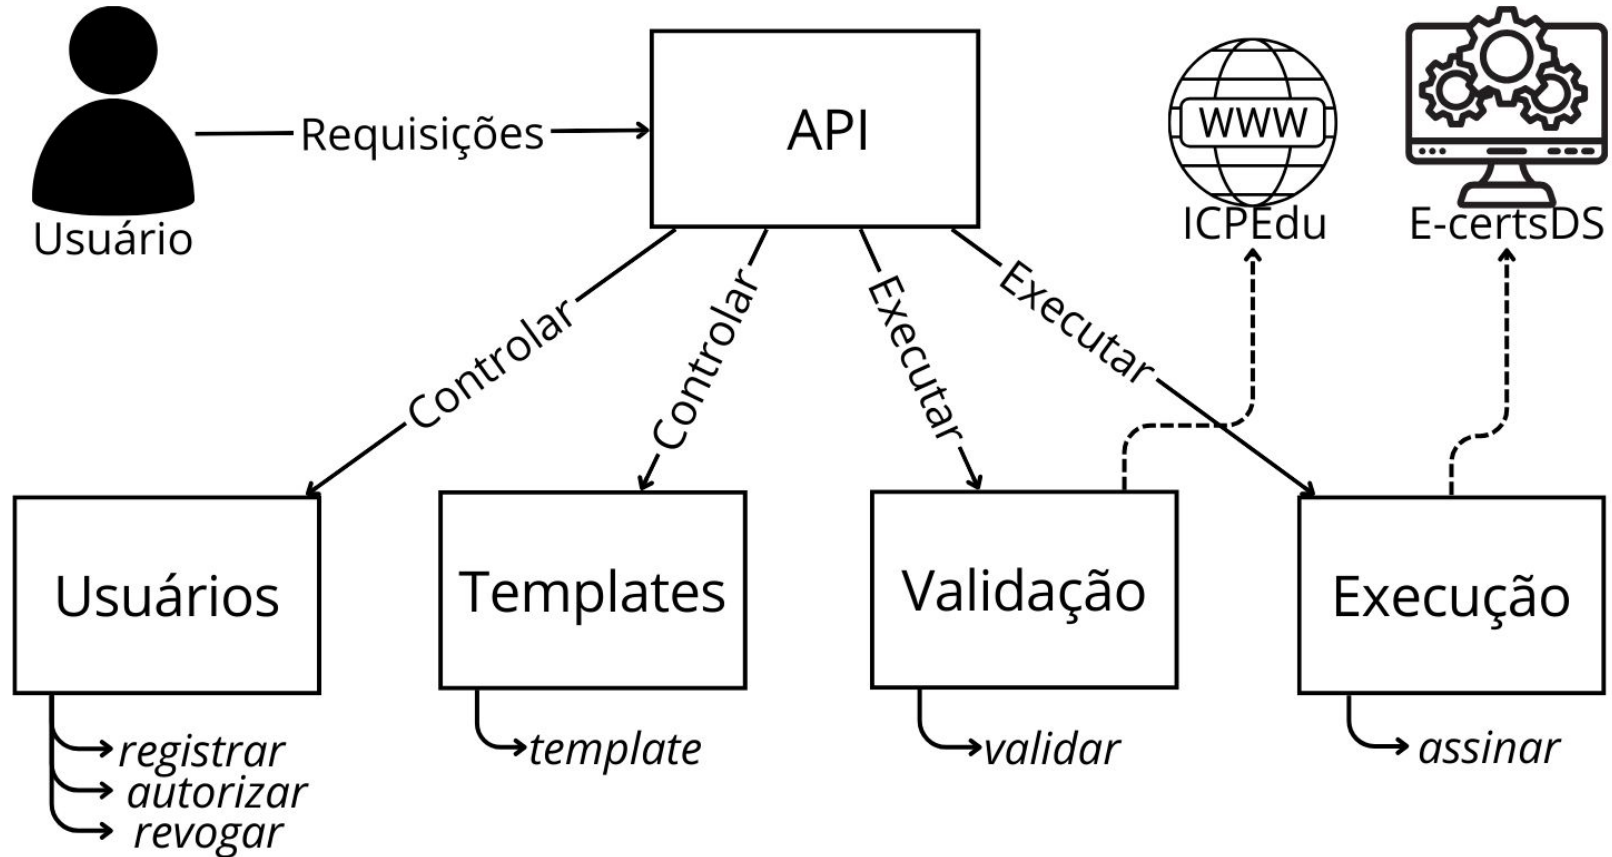 Usuário
Requisições
API
WWW
ICPEdu
E-certsDS
Controlar
Controlar
Executar
Executar
Usuários
Templates
Validação
Execução
registrar
autorizar
revogar
template
validar
assinar